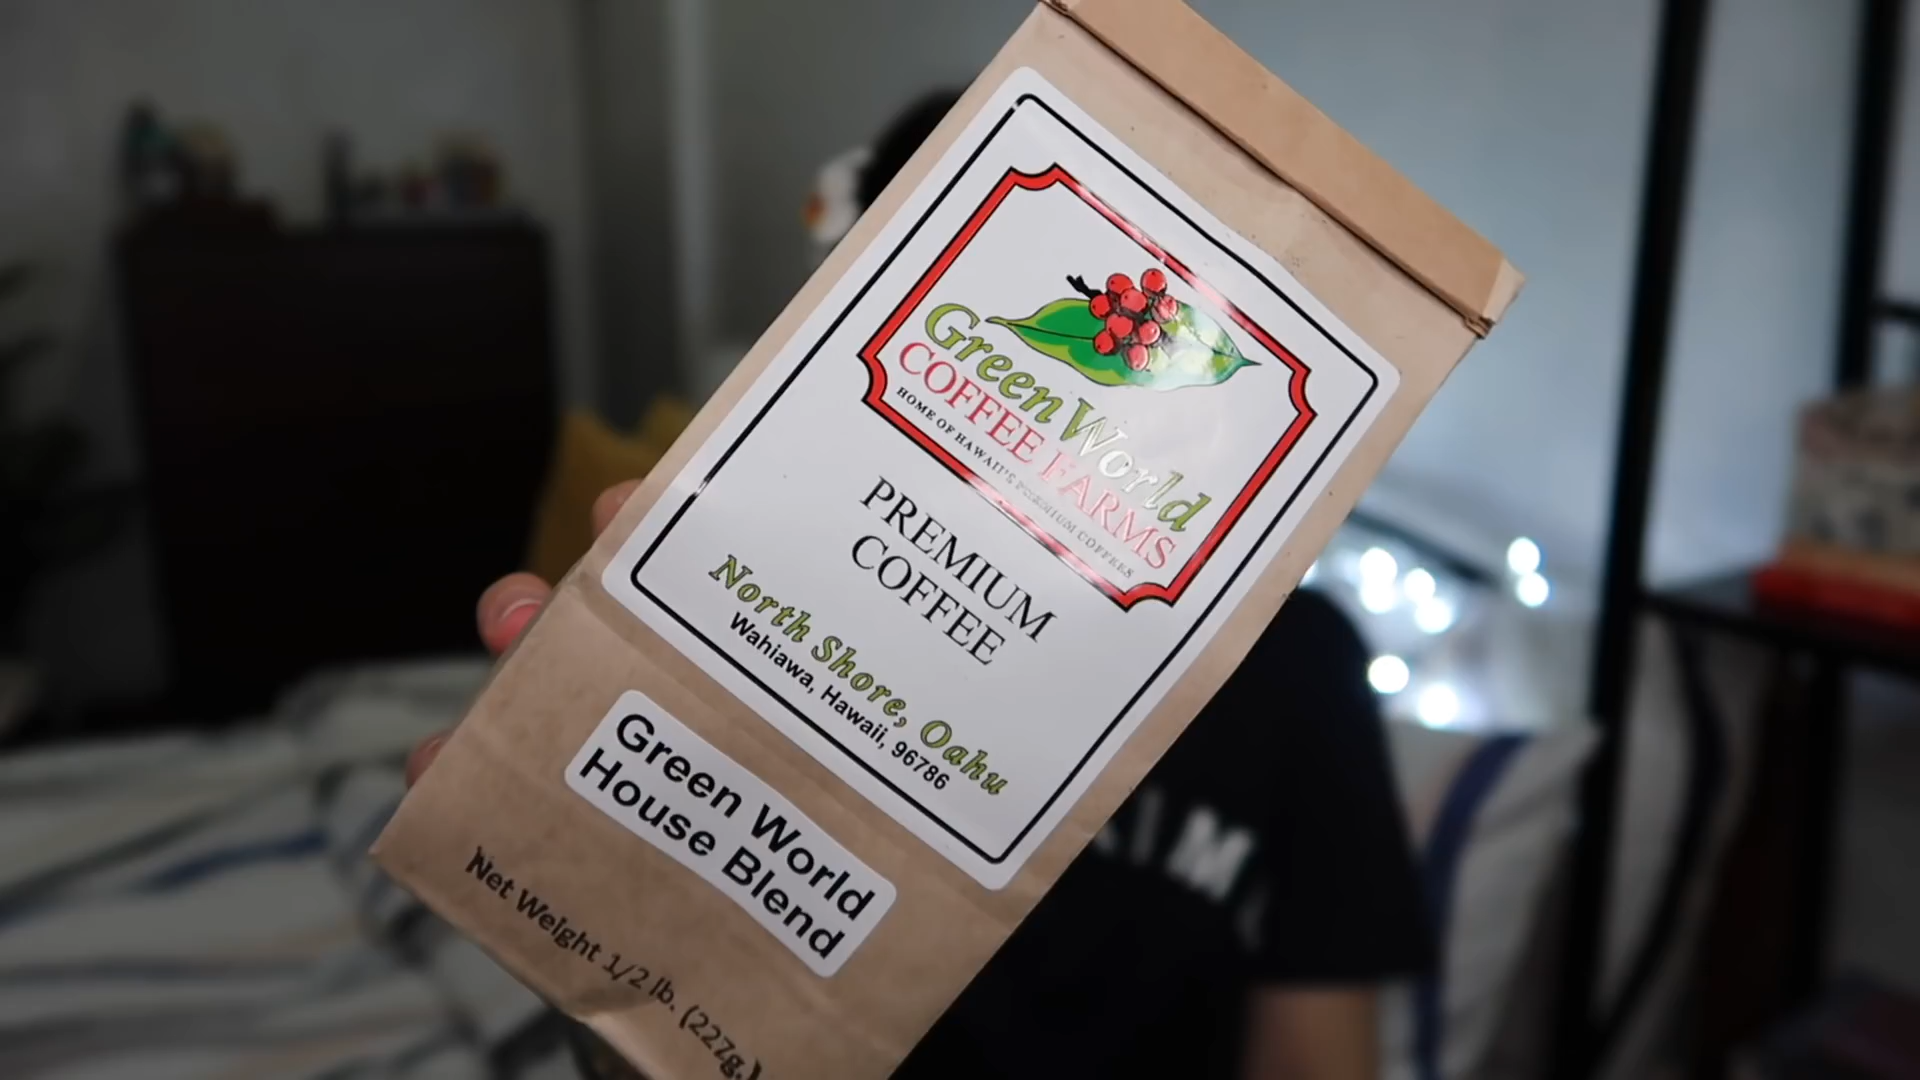 Green World
COFFEE FARMS
HOME OF HAWAII'S PREMIUM COFFEES
PREMIUM
COFFEE
North Shore, Oahu
Wahiawa, Hawaii, 96786
Green World
House Blend
Net Weight 1/2 lb. (227g.)